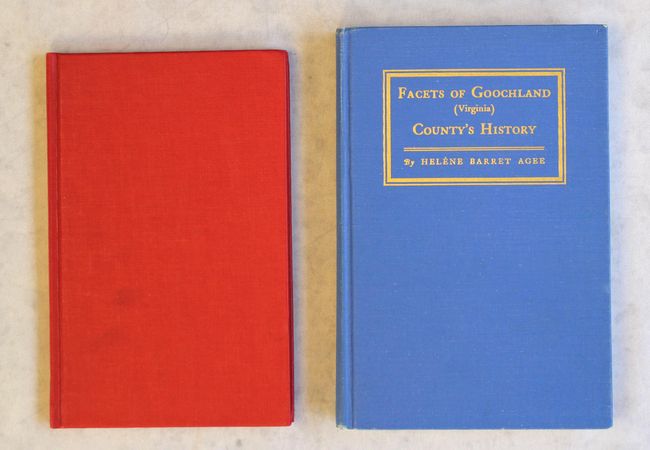 Facets of Goochland
(Virginia)
County's History
By Helène Barret Agee